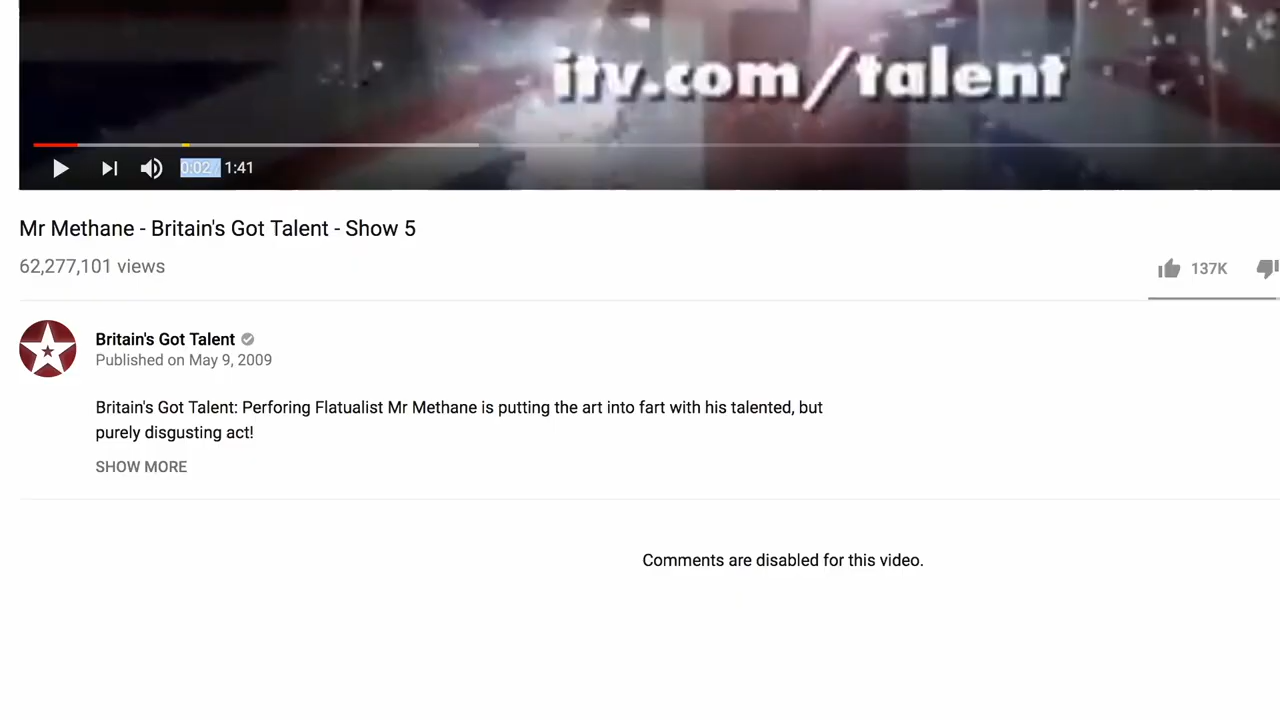 itv.com/talent
0:02 / 1:41
Mr Methane - Britain's Got Talent - Show 5
62,277,101 views
137K
Britain's Got Talent
Published on May 9, 2009
Britain's Got Talent: Perforing Flatualist Mr Methane is putting the art into fart with his talented, but
purely disgusting act!
SHOW MORE
Comments are disabled for this video.